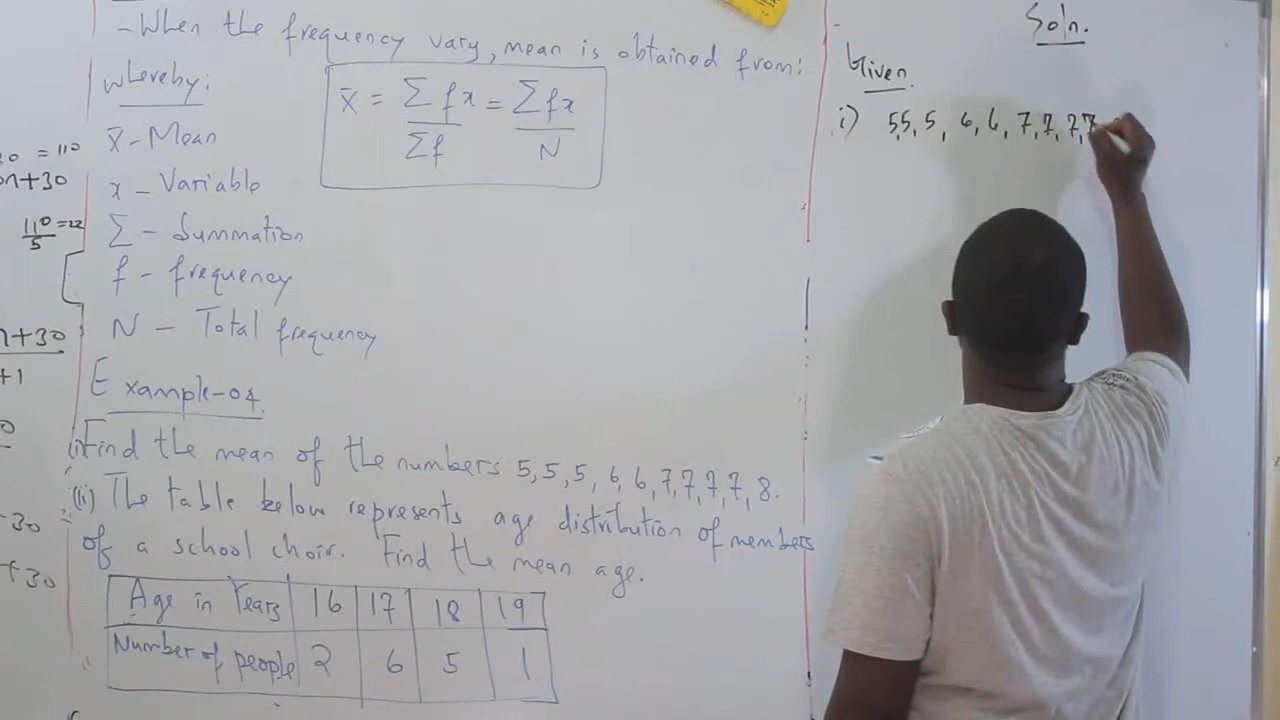 - When the frequency vary, mean is obtained from:
whereby:
x̄ = Σfx/Σf = Σfx/N
x̄ - Mean
x - Variable
Σ - Summation
f - frequency
N - Total frequency
Example-04
(i) Find the mean of the numbers 5, 5, 5, 6, 6, 7, 7, 7, 7, 8.
(ii) The table below represents age distribution of members
of a school choir. Find the mean age.
Age in Years 16 17 18 19
Number of people 2 6 5 1
= 110
n+30
110/5 = 22
n+30
+1
-30
+30
Soln.
Given.
i) 5, 5, 5, 6, 6, 7, 7, 7, 7